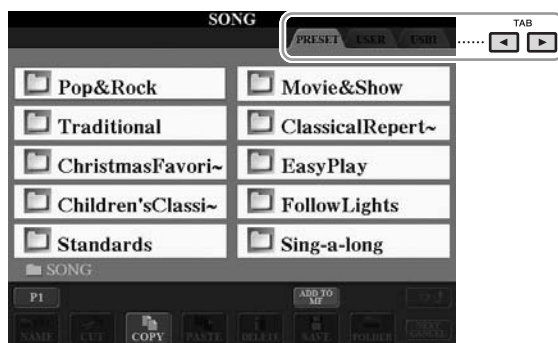 SONG
TAB
PRESET USER USB1
Pop&Rock Movie&Show
Traditional ClassicalRepert~
ChristmasFavori~ EasyPlay
Children'sClassi~ FollowLights
Standards Sing-a-long
SONG
P1 ADD TO
MF
NAME CUT COPY PASTE DELETE SAVE FOLDER